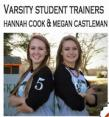 VARSITY STUDENT TRAINERS
HANNAH COOK & MEGAN CASTLEMAN
5